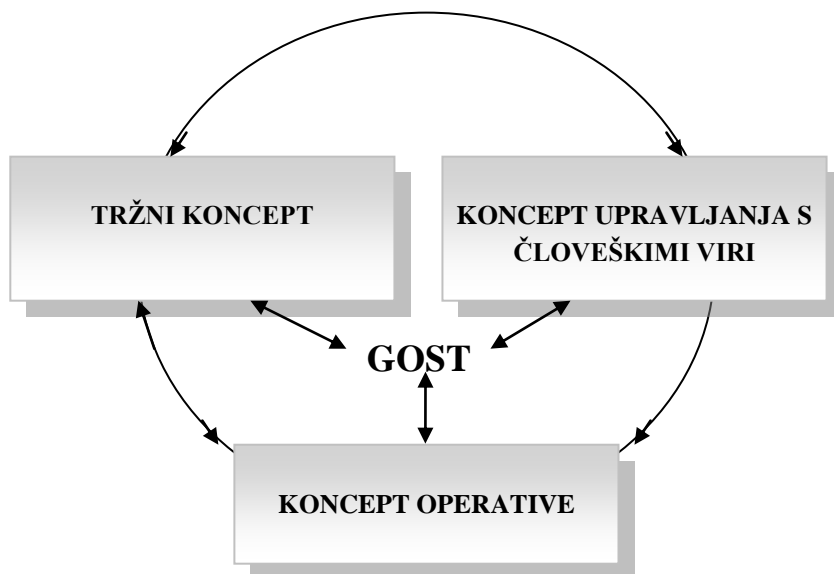 TRŽNI KONCEPT
KONCEPT UPRAVLJANJA S
ČLOVEŠKIMI VIRI
GOST
KONCEPT OPERATIVE